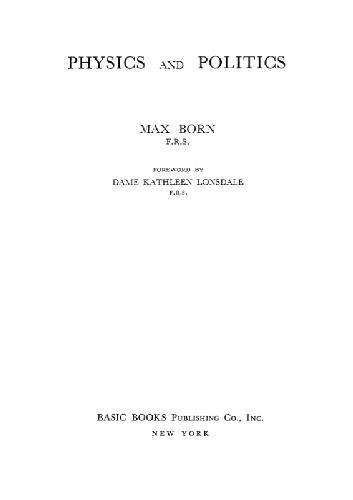 PHYSICS AND POLITICS
MAX BORN
F.R.S.
FOREWORD BY
DAME KATHLEEN LONSDALE
F.R.S.
BASIC BOOKS PUBLISHING CO., INC.
NEW YORK